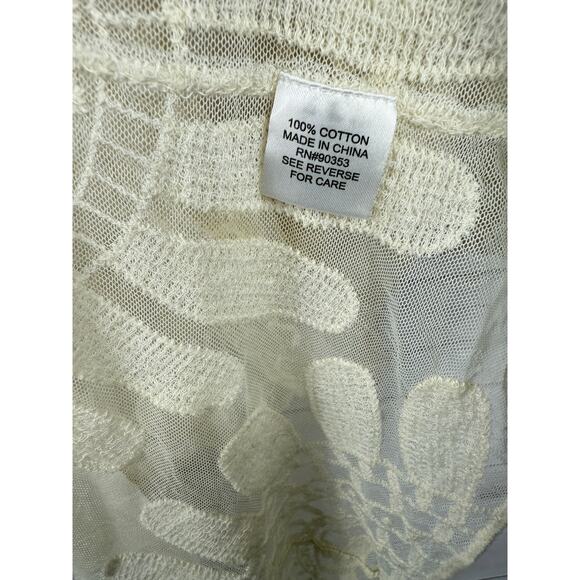 100% COTTON
MADE IN CHINA
RN#90353
SEE REVERSE
FOR CARE